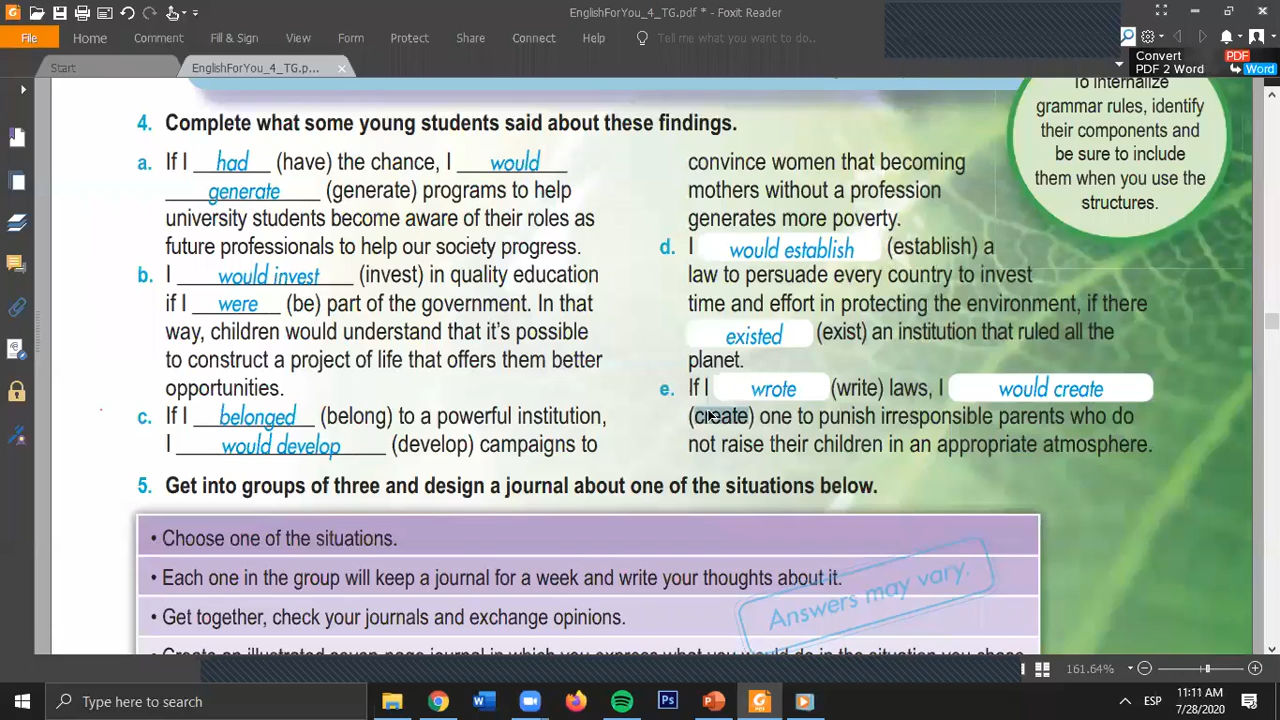 EnglishForYou_4_TG.pdf * - Foxit Reader
File Home Comment Fill & Sign View Form Protect Share Connect Help Tell me what you want to do...
Start EnglishForYou_4_TG.p...
Convert
PDF 2 Word
PDF
Word
4. Complete what some young students said about these findings.
a. If I had (have) the chance, I would
generate (generate) programs to help
university students become aware of their roles as
future professionals to help our society progress.
b. I would invest (invest) in quality education
if I were (be) part of the government. In that
way, children would understand that it's possible
to construct a project of life that offers them better
opportunities.
c. If I belonged (belong) to a powerful institution,
I would develop (develop) campaigns to
convince women that becoming
mothers without a profession
generates more poverty.
d. I would establish (establish) a
law to persuade every country to invest
time and effort in protecting the environment, if there
existed (exist) an institution that ruled all the
planet.
e. If I wrote (write) laws, I would create
(create) one to punish irresponsible parents who do
not raise their children in an appropriate atmosphere.
To internalize
grammar rules, identify
their components and
be sure to include
them when you use the
structures.
5. Get into groups of three and design a journal about one of the situations below.
• Choose one of the situations.
• Each one in the group will keep a journal for a week and write your thoughts about it.
• Get together, check your journals and exchange opinions.
Answers may vary.
161.64%
Type here to search
ESP
11:11 AM
7/28/2020